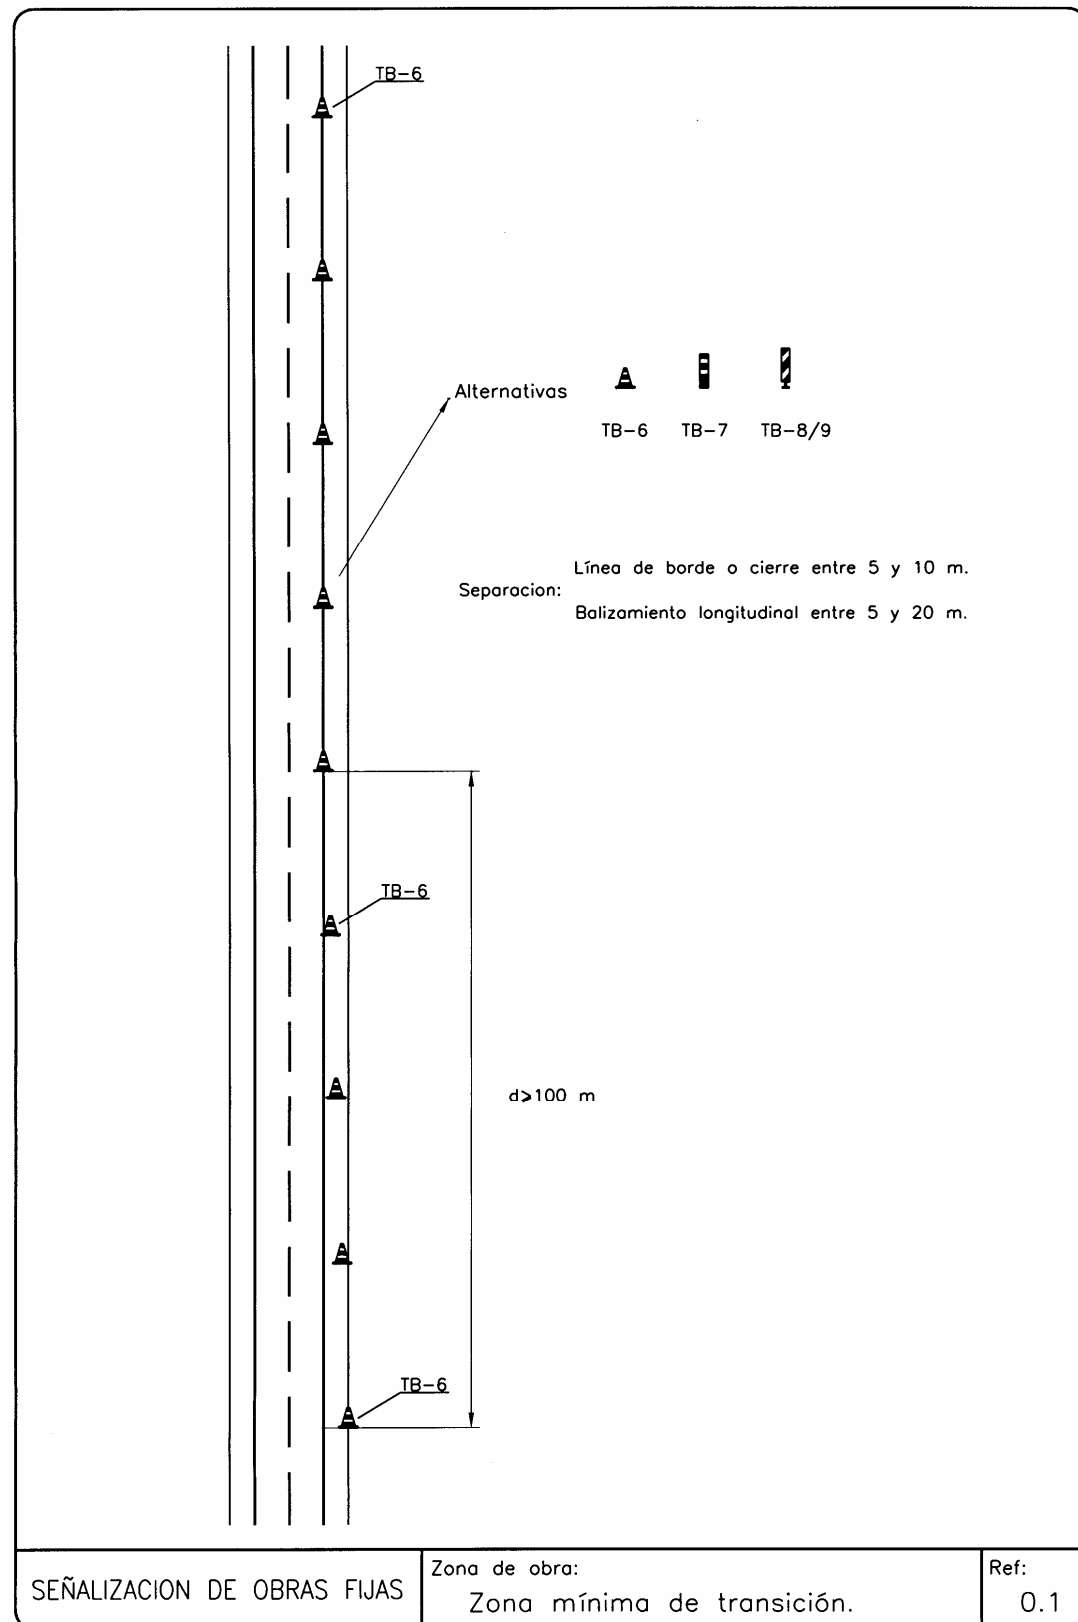 TB-6
Alternativas
TB-6 TB-7 TB-8/9
Separacion:
Línea de borde o cierre entre 5 y 10 m.
Balizamiento longitudinal entre 5 y 20 m.
TB-6
d⩾100 m
TB-6
SEÑALIZACION DE OBRAS FIJAS
Zona de obra:
Zona mínima de transición.
Ref:
0.1